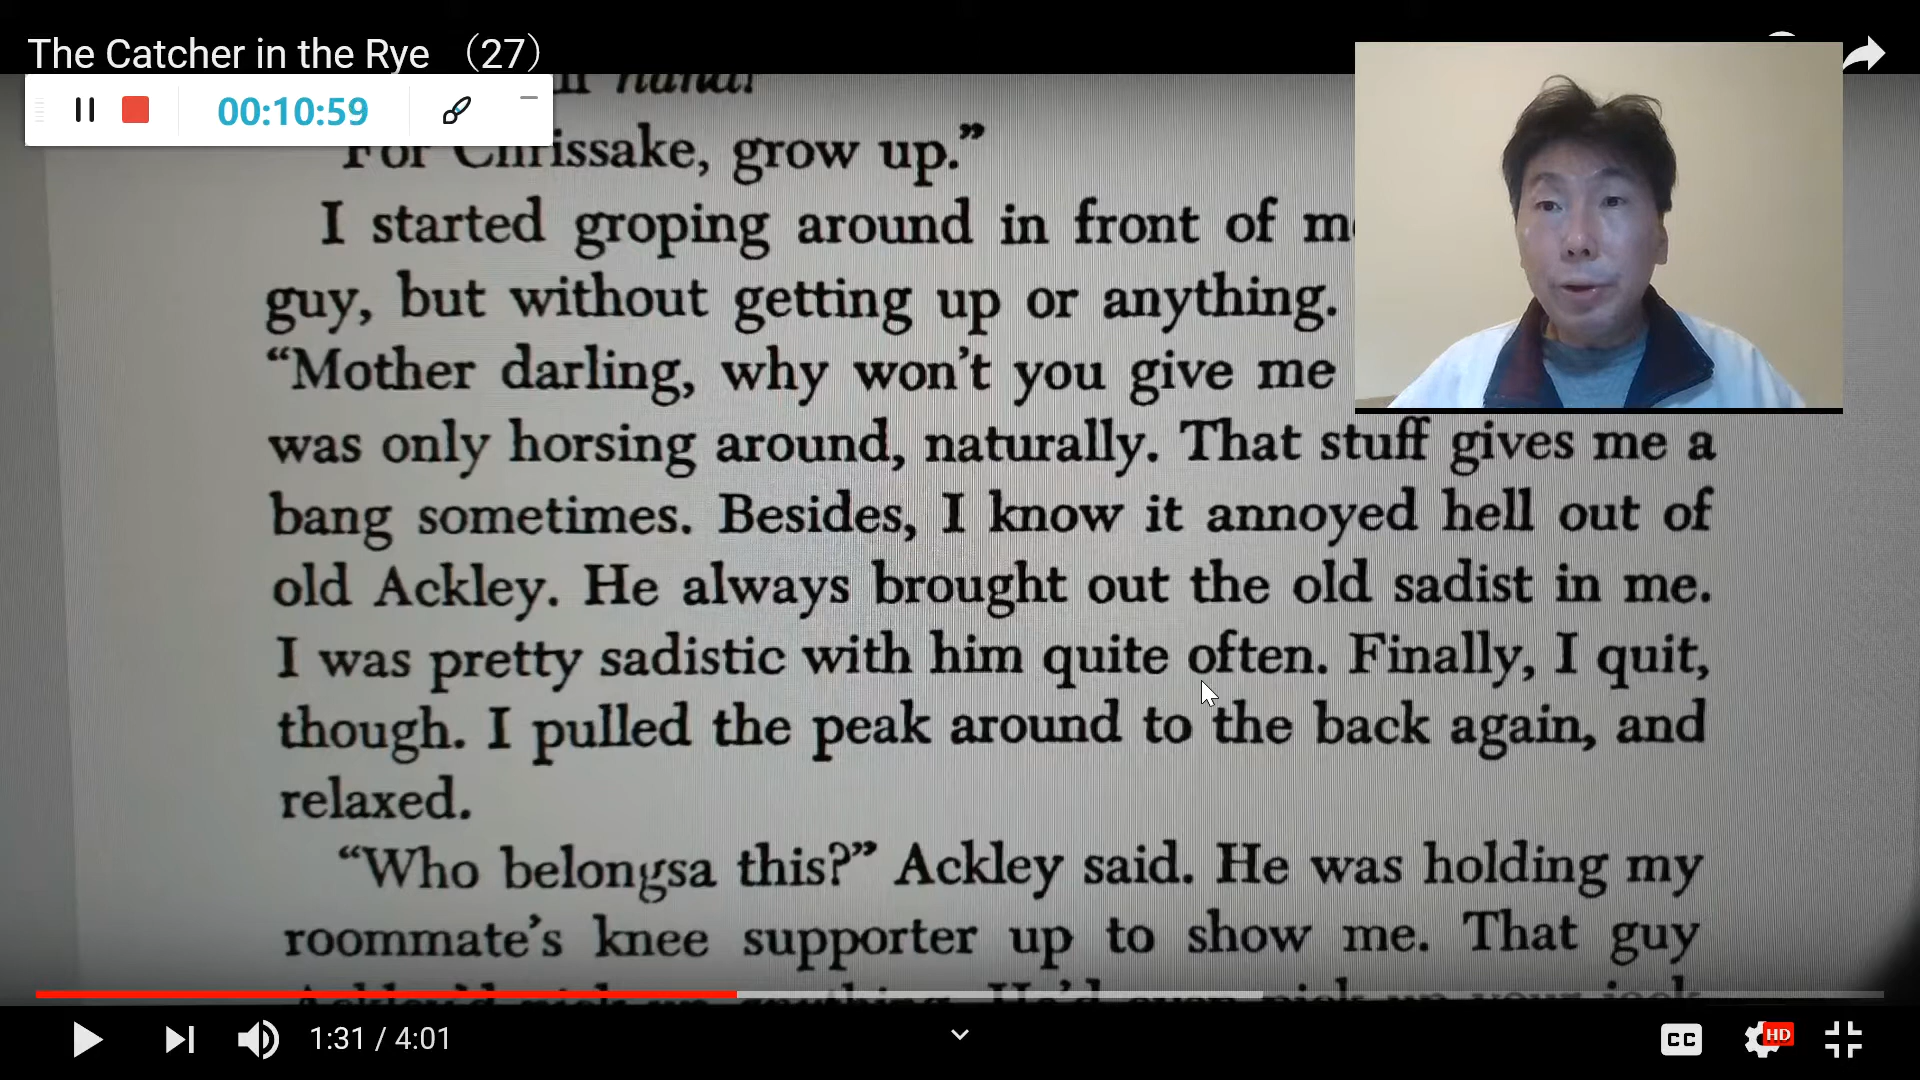 The Catcher in the Rye （27）
00:10:59
hand!
"For Chrissake, grow up."
I started groping around in front of
guy, but without getting up or anything.
"Mother darling, why won't you give me
was only horsing around, naturally. That stuff gives me a
bang sometimes. Besides, I know it annoyed hell out of
old Ackley. He always brought out the old sadist in me.
I was pretty sadistic with him quite often. Finally, I quit,
though. I pulled the peak around to the back again, and
relaxed.
"Who belongsa this?" Ackley said. He was holding my
roommate's knee supporter up to show me. That guy
1:31 / 4:01
CC
HD